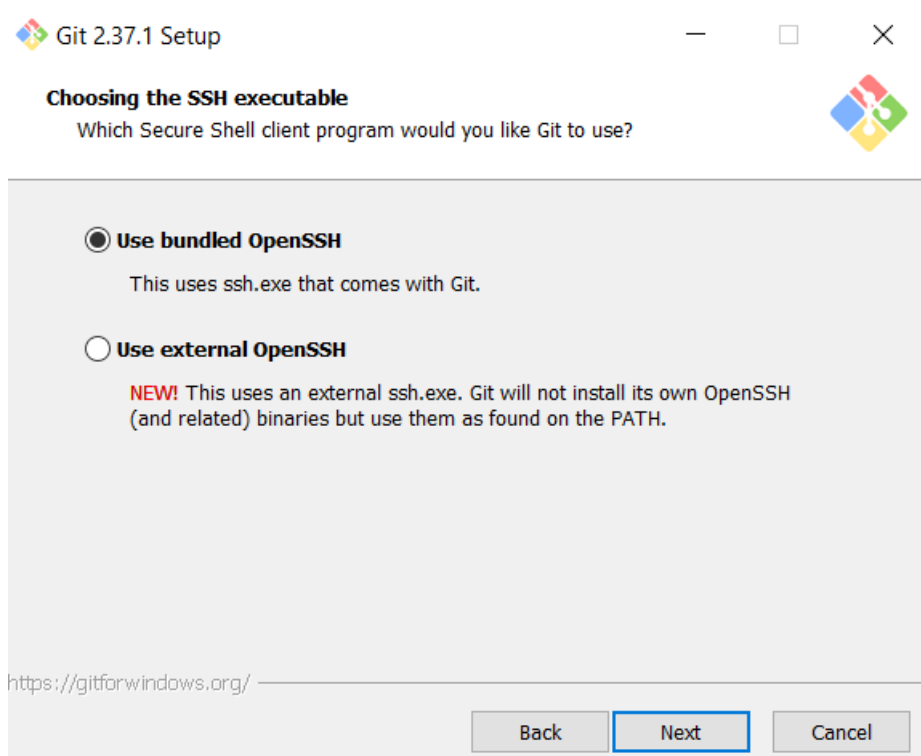 Git 2.37.1 Setup
Choosing the SSH executable
Which Secure Shell client program would you like Git to use?
Use bundled OpenSSH
This uses ssh.exe that comes with Git.
Use external OpenSSH
NEW! This uses an external ssh.exe. Git will not install its own OpenSSH
(and related) binaries but use them as found on the PATH.
https://gitforwindows.org/
Back Next Cancel